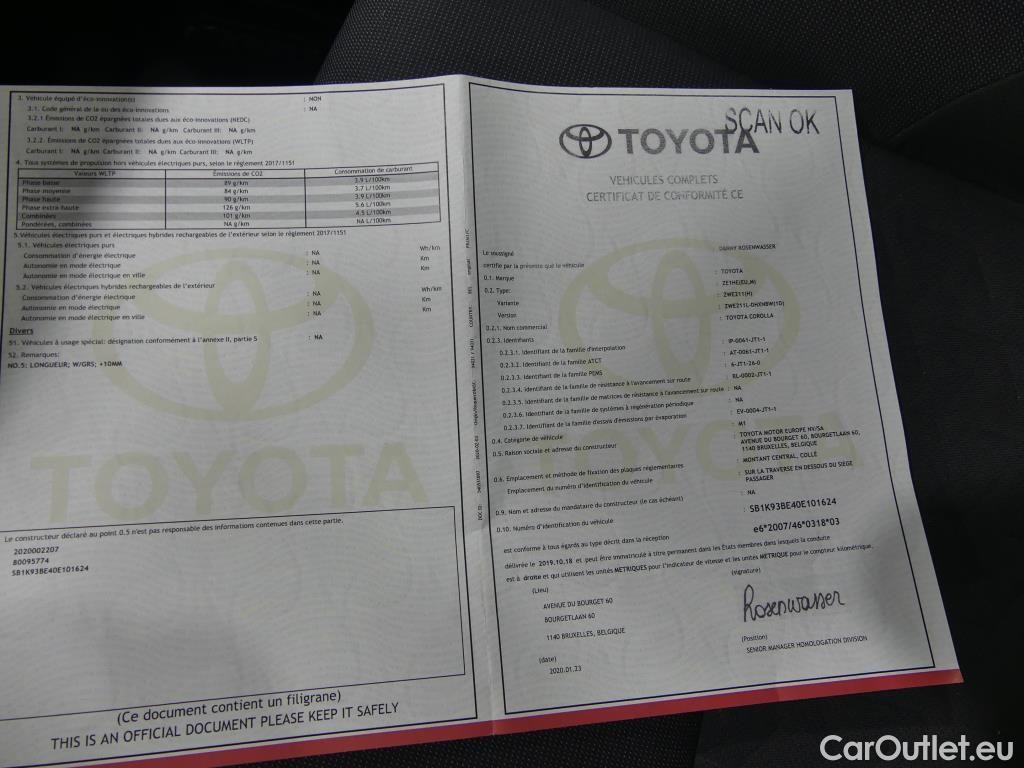 3. Véhicule équipé d'éco-innovation(s) : NON
3.1. Code général de la ou des éco-innovations : NA
3.2.1 Émissions de CO2 épargnées totales dues aux éco-innovations (NEDC)
Carburant I: NA g/km Carburant II: NA g/km Carburant III: NA g/km
3.2.2. Émissions de CO2 épargnées totales dues aux éco-innovations (WLTP)
Carburant I: NA g/km Carburant II: NA g/km Carburant III: NA g/km
4. Tous systèmes de propulsion hors véhicules électriques purs, selon le réglement 2017/1151
Valeurs WLTP Émissions de CO2 Consommation de carburant
Phase basse 89 g/km 3.9 L/100km
Phase moyenne 84 g/km 3.7 L/100km
Phase haute 90 g/km 3.9 L/100km
Phase extra-haute 126 g/km 5.6 L/100km
Combinées 101 g/km 4.5 L/100km
Pondérées, combinées NA g/km NA L/100km
5.Véhicules électriques purs et électriques hybrides rechargeables de l'extérieur selon le règlement 2017/1151
5.1. Véhicules électriques purs
Consommation d'énergie électrique : NA Wh/km
Autonomie en mode électrique : NA Km
Autonomie en mode électrique en ville : NA Km
5.2. Véhicules électriques hybrides rechargeables de l'extérieur
Consommation d'énergie électrique : NA Wh/km
Autonomie en mode électrique : NA Km
Autonomie en mode électrique en ville : NA Km
Divers
51. Véhicules à usage spécial: désignation conformément à l'annexe II, partie 5 : NA
52. Remarques:
NO.5: LONGUEUR; W/GRS; +10MM
TOYOTA
Le constructeur déclaré au point 0.5 n'est pas responsable des informations contenues dans cette partie.
2020002207
80095774
SB1K93BE40E101624
(Ce document contient un filigrane)
THIS IS AN OFFICIAL DOCUMENT PLEASE KEEP IT SAFELY
SCAN OK
TOYOTA
VEHICULES COMPLETS
CERTIFICAT DE CONFORMITÉ CE
Le soussigné DANNY ROSENWASSER
certifie par la présente que le véhicule
0.1. Marque : TOYOTA
0.2. Type: : ZE1HE(EU,M)
Variante : ZWE211(H)
Version : ZWE211L-DHXNBW(1D)
0.2.1. Nom commercial : TOYOTA COROLLA
0.2.3. Identifiants
0.2.3.1. Identifiant de la famille d'interpolation : IP-0061-JT1-1
0.2.3.2. Identifiant de la famille ATCT : AT-0061-JT1-1
0.2.3.3. Identifiant de la famille PEMS : 6-JT1-26-0
0.2.3.4. Identifiant de la famille de résistance à l'avancement sur route : RL-0002-JT1-1
0.2.3.5. Identifiant de la famille de matrices de résistance à l'avancement sur route : NA
0.2.3.6. Identifiant de la famille de systèmes à régénération périodique : NA
0.2.3.7. Identifiant de la famille d'essais d'émissions par évaporation : EV-0004-JT1-1
0.4. Catégorie de véhicule : M1
0.5. Raison sociale et adresse du constructeur : TOYOTA MOTOR EUROPE NV/SA
AVENUE DU BOURGET 60, BOURGETLAAN 60,
1140 BRUXELLES, BELGIQUE
0.6. Emplacement et méthode de fixation des plaques réglementaires : MONTANT CENTRAL, COLLÉ
Emplacement du numéro d'identification du véhicule : SUR LA TRAVERSE EN DESSOUS DU SIÈGE
PASSAGER
0.9. Nom et adresse du mandataire du constructeur (le cas échéant) : NA
0.10. Numéro d'identification du véhicule : SB1K93BE40E101624
est conforme à tous égards au type décrit dans la réception e6*2007/46*0318*03
délivrée le 2019.10.18 et peut être immatriculé à titre permanent dans les États membres dans lesquels la conduite
est à droite et qui utilisent les unités METRIQUES pour l'indicateur de vitesse et les unités METRIQUE pour le compteur kilométrique.
(Lieu) (signature)
AVENUE DU BOURGET 60
BOURGETLAAN 60
1140 BRUXELLES, BELGIQUE
Rosenwasser
(date) (Position)
2020.01.23 SENIOR MANAGER HOMOLOGATION DIVISION
CarOutlet.eu